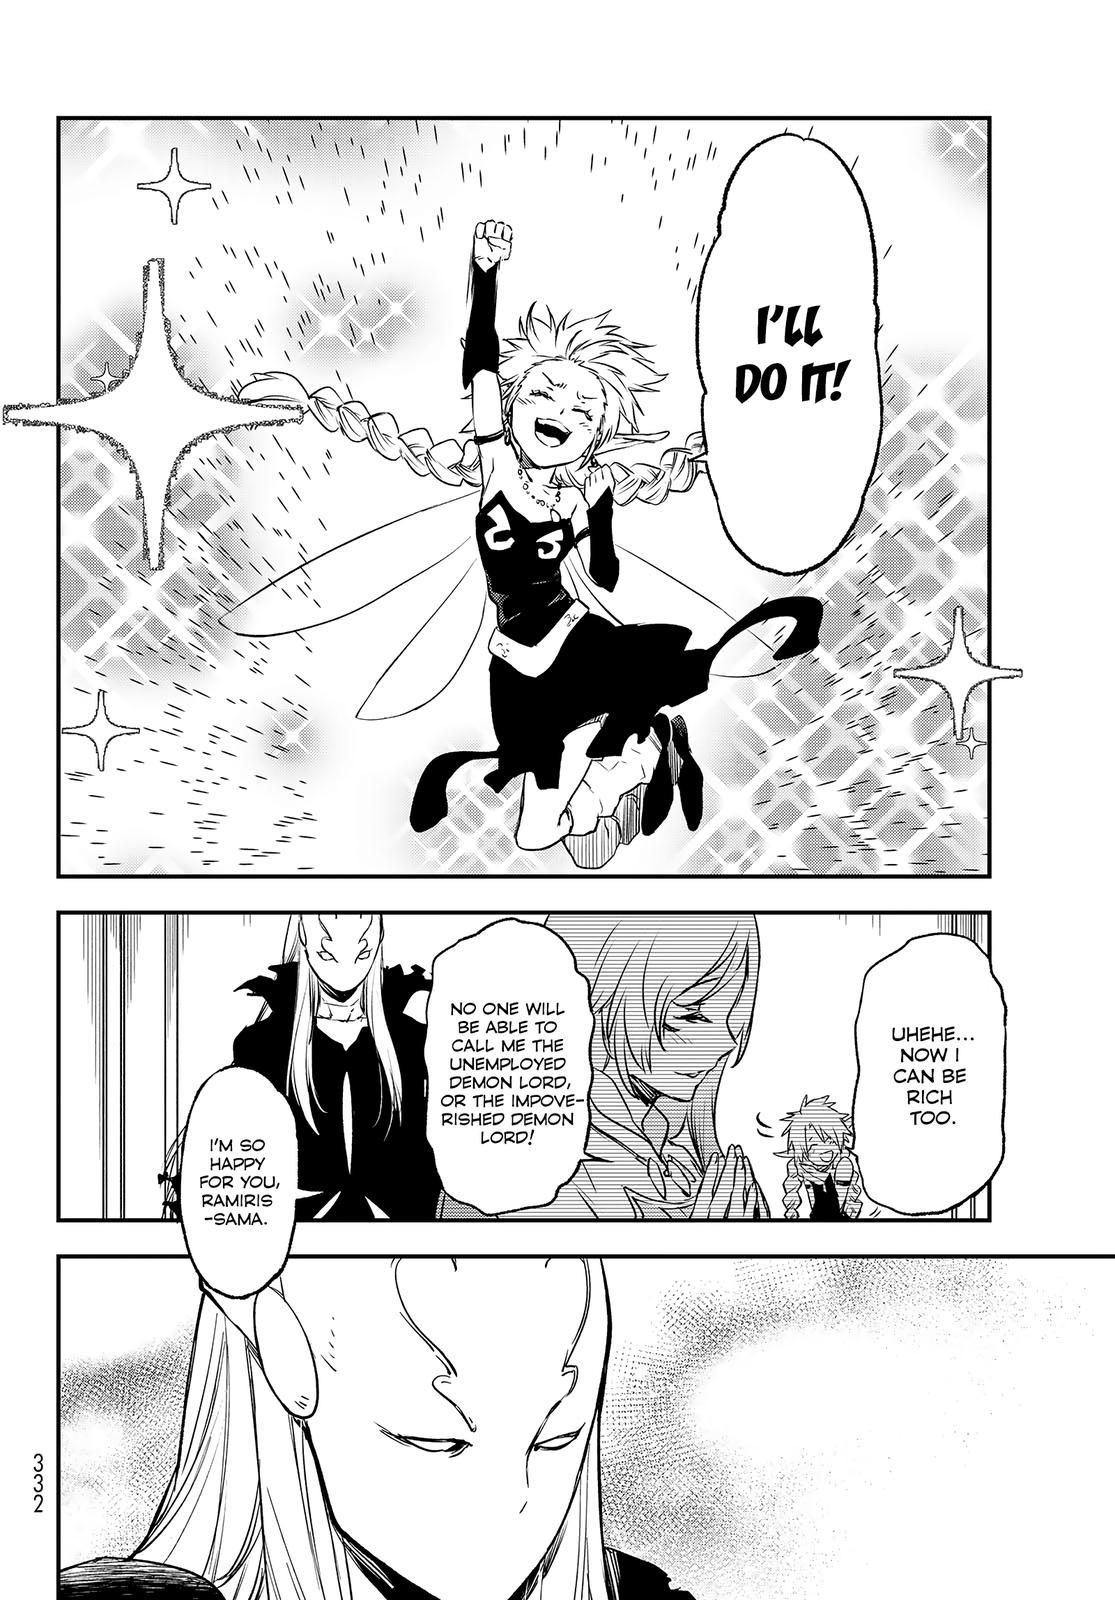 I'LL
DO IT!
UHEHE...
NOW I
CAN BE
RICH
TOO.
NO ONE WILL
BE ABLE TO
CALL ME THE
UNEMPLOYED
DEMON LORD,
OR THE IMPOVE-
RISHED DEMON
LORD!
I'M SO
HAPPY
FOR YOU,
RAMIRIS
-SAMA.
332